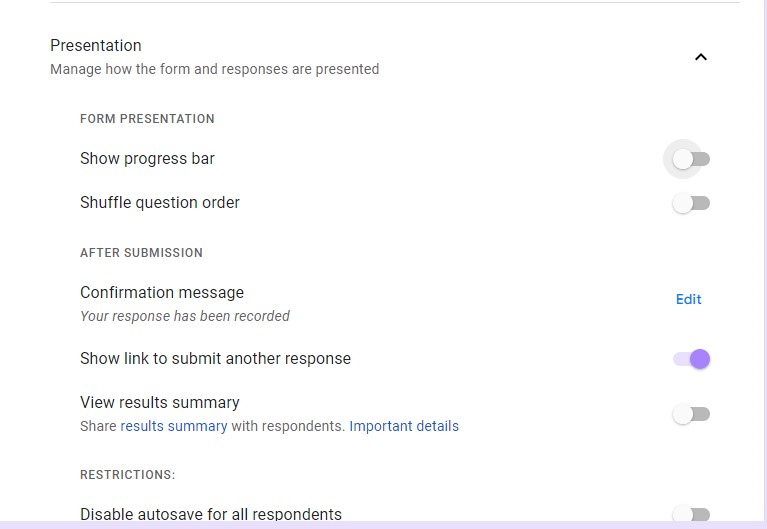 Presentation
Manage how the form and responses are presented
FORM PRESENTATION
Show progress bar
Shuffle question order
AFTER SUBMISSION
Confirmation message
Edit
Your response has been recorded
Show link to submit another response
View results summary
Share results summary with respondents. Important details
RESTRICTIONS:
Disable autosave for all respondents